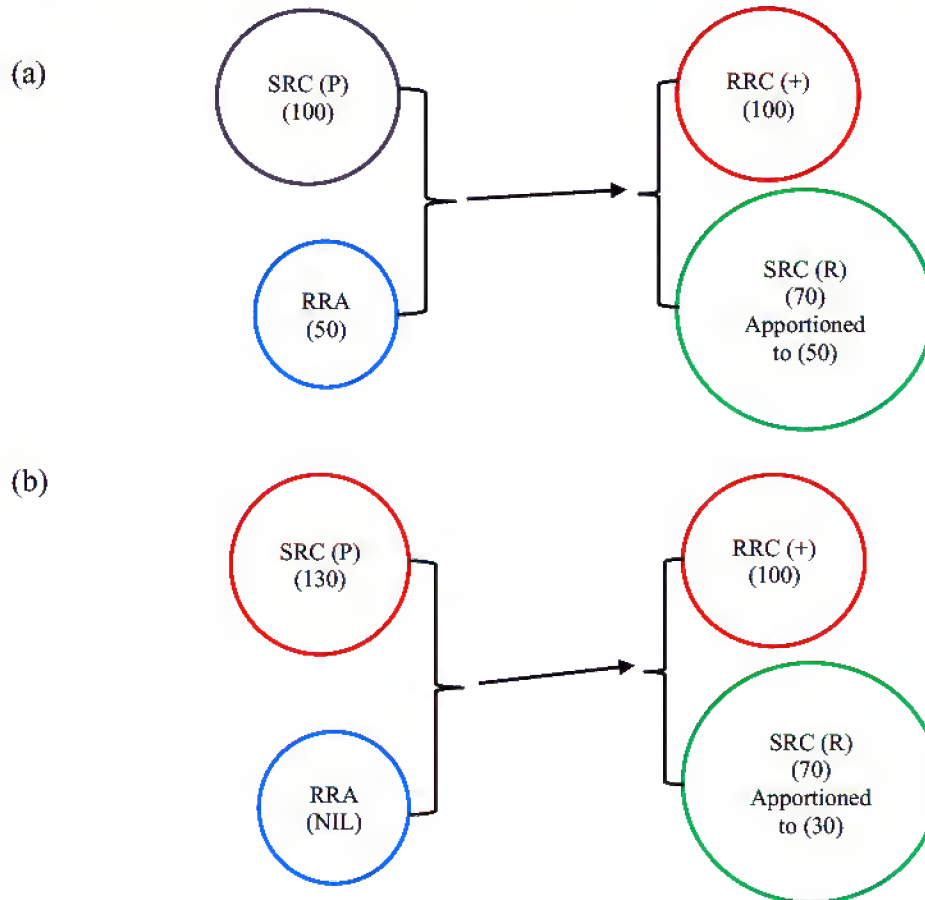 (a)
SRC (P)
(100)
RRC (+)
(100)
RRA
(50)
SRC (R)
(70)
Apportioned
to (50)
(b)
SRC (P)
(130)
RRC (+)
(100)
RRA
(NIL)
SRC (R)
(70)
Apportioned
to (30)